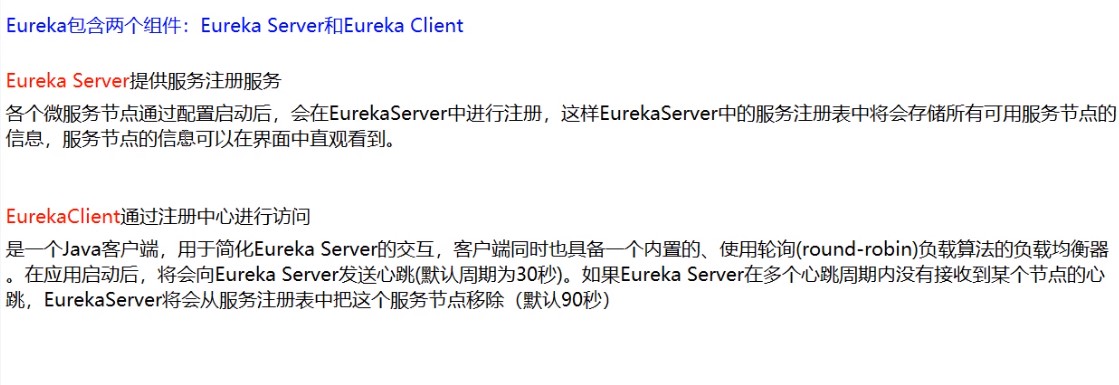 Eureka包含两个组件：Eureka Server和Eureka Client
Eureka Server提供服务注册服务
各个微服务节点通过配置启动后，会在EurekaServer中进行注册，这样EurekaServer中的服务注册表中将会存储所有可用服务节点的
信息，服务节点的信息可以在界面中直观看到。
EurekaClient通过注册中心进行访问
是一个Java客户端，用于简化Eureka Server的交互，客户端同时也具备一个内置的、使用轮询(round-robin)负载算法的负载均衡器
。在应用启动后，将会向Eureka Server发送心跳(默认周期为30秒)。如果Eureka Server在多个心跳周期内没有接收到某个节点的心
跳，EurekaServer将会从服务注册表中把这个服务节点移除（默认90秒）